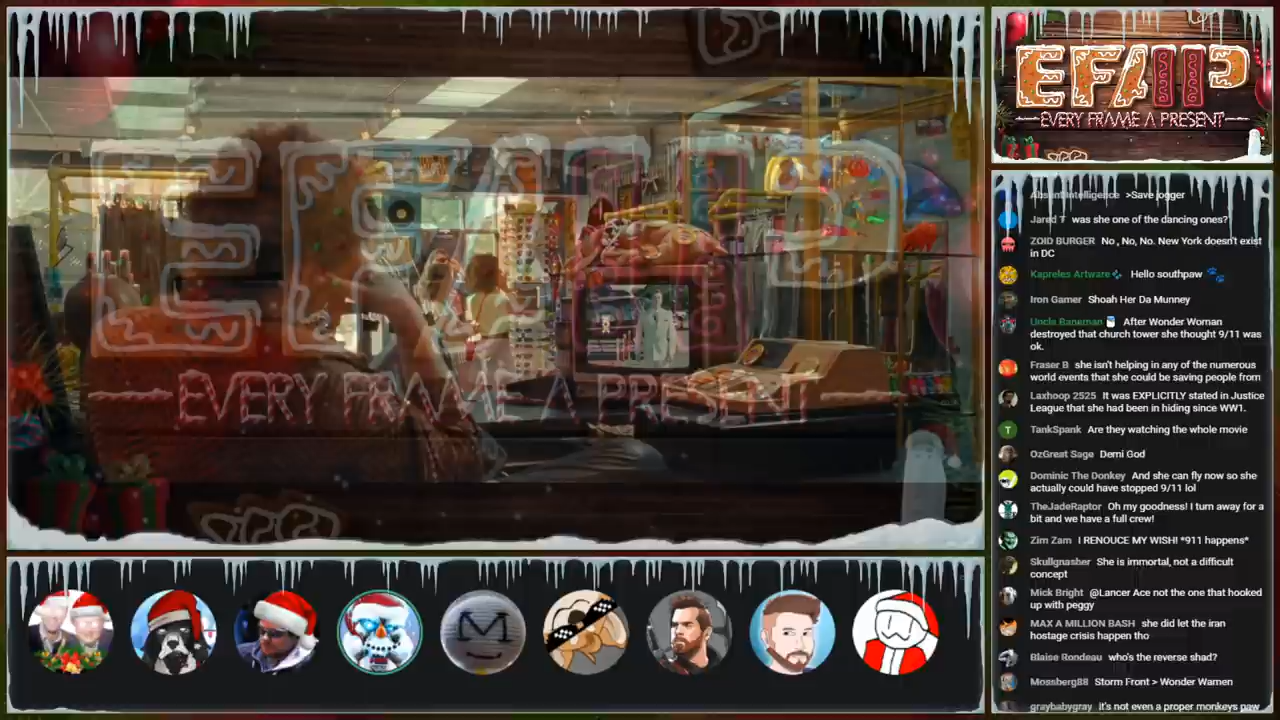 EFAP
EVERY FRAME A PRESENT
EFAP
EVERY FRAME A PRESENT
Absent Intelligence >Save jogger
Jared T was she one of the dancing ones?
ZOID BURGER No , No, No. New York doesn't exist
in DC
Kapreles Artware Hello southpaw
Iron Gamer Shoah Her Da Munney
Uncle Baneman After Wonder Woman
destroyed that church tower she thought 9/11 was
ok.
Fraser B she isn't helping in any of the numerous
world events that she could be saving people from
Laxhoop 2525 It was EXPLICITLY stated in Justice
League that she had been in hiding since WW1.
T
TankSpank Are they watching the whole movie
OzGreat Sage Demi God
Dominic The Donkey And she can fly now so she
actually could have stopped 9/11 lol
TheJadeRaptor Oh my goodness! I turn away for a
bit and we have a full crew!
Zim Zam I RENOUCE MY WISH! *911 happens*
Skullgnasher She is immortal, not a difficult
concept
Mick Bright @Lancer Ace not the one that hooked
up with peggy
MAX A MILLION BASH she did let the iran
hostage crisis happen tho
Blaise Rondeau who's the reverse shad?
Mossberg88 Storm Front > Wonder Wamen
graybabygray it's not even a proper monkeys paw
M